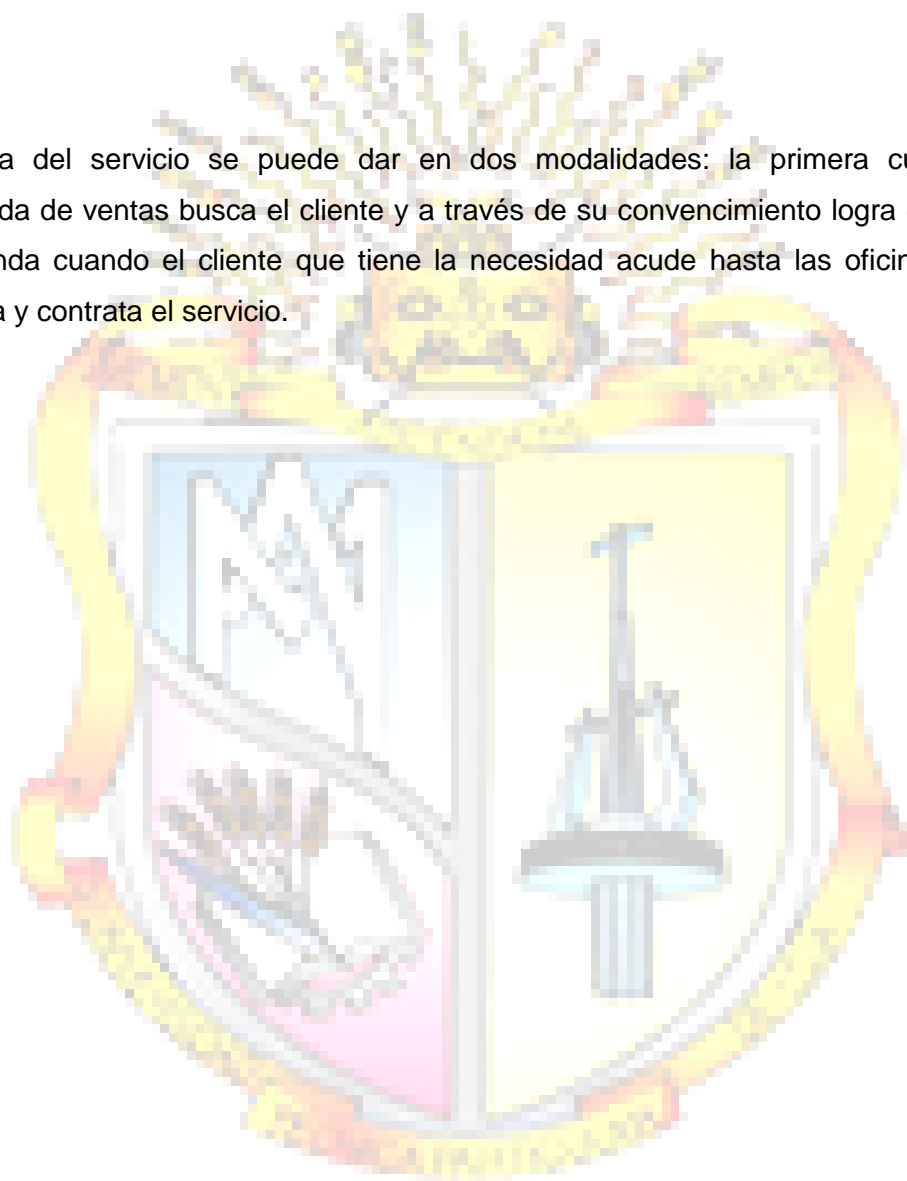 a del servicio se puede dar en dos modalidades: la primera cu
da de ventas busca el cliente y a través de su convencimiento logra
nda cuando el cliente que tiene la necesidad acude hasta las oficin
a y contrata el servicio.